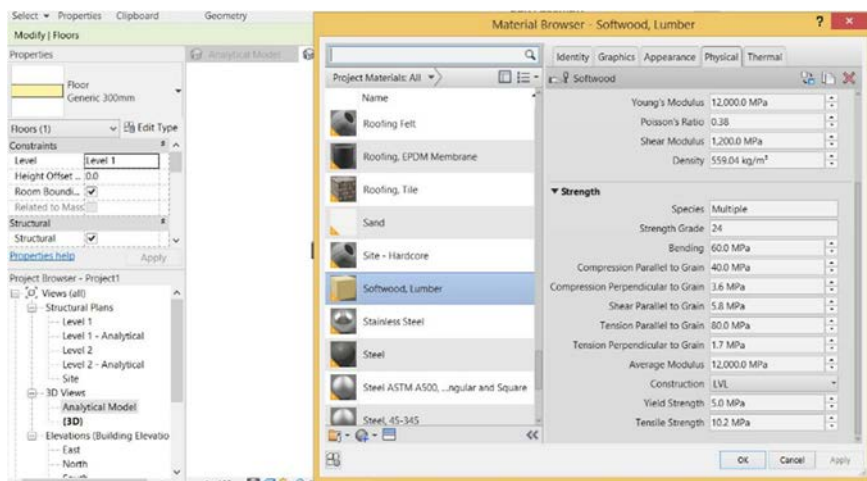 Select ▾ Properties Clipboard Geometry
Modify | Floors
Properties
Floor
Generic 300mm
Floors (1) Edit Type
Constraints
Level Level 1
Height Offset ... 0.0
Room Boundi...
Related to Mass
Structural
Structural
Properties help Apply
Project Browser - Project1
Views (all)
Structural Plans
Level 1
Level 1 - Analytical
Level 2
Level 2 - Analytical
Site
3D Views
Analytical Model
{3D}
Elevations (Building Elevatio
East
North
Analytical Model
Material Browser - Softwood, Lumber ? ×
Project Materials: All
Name
Roofing Felt
Roofing, EPDM Membrane
Roofing, Tile
Sand
Site - Hardcore
Softwood, Lumber
Stainless Steel
Steel
Steel ASTM A500, ...ngular and Square
Steel, 45-345
Identity Graphics Appearance Physical Thermal
Softwood
Young's Modulus 12,000.0 MPa
Poisson's Ratio 0.38
Shear Modulus 1,200.0 MPa
Density 559.04 kg/m³
▼ Strength
Species Multiple
Strength Grade 24
Bending 60.0 MPa
Compression Parallel to Grain 40.0 MPa
Compression Perpendicular to Grain 3.6 MPa
Shear Parallel to Grain 5.8 MPa
Tension Parallel to Grain 80.0 MPa
Tension Perpendicular to Grain 1.7 MPa
Average Modulus 12,000.0 MPa
Construction LVL
Yield Strength 5.0 MPa
Tensile Strength 10.2 MPa
OK Cancel Apply